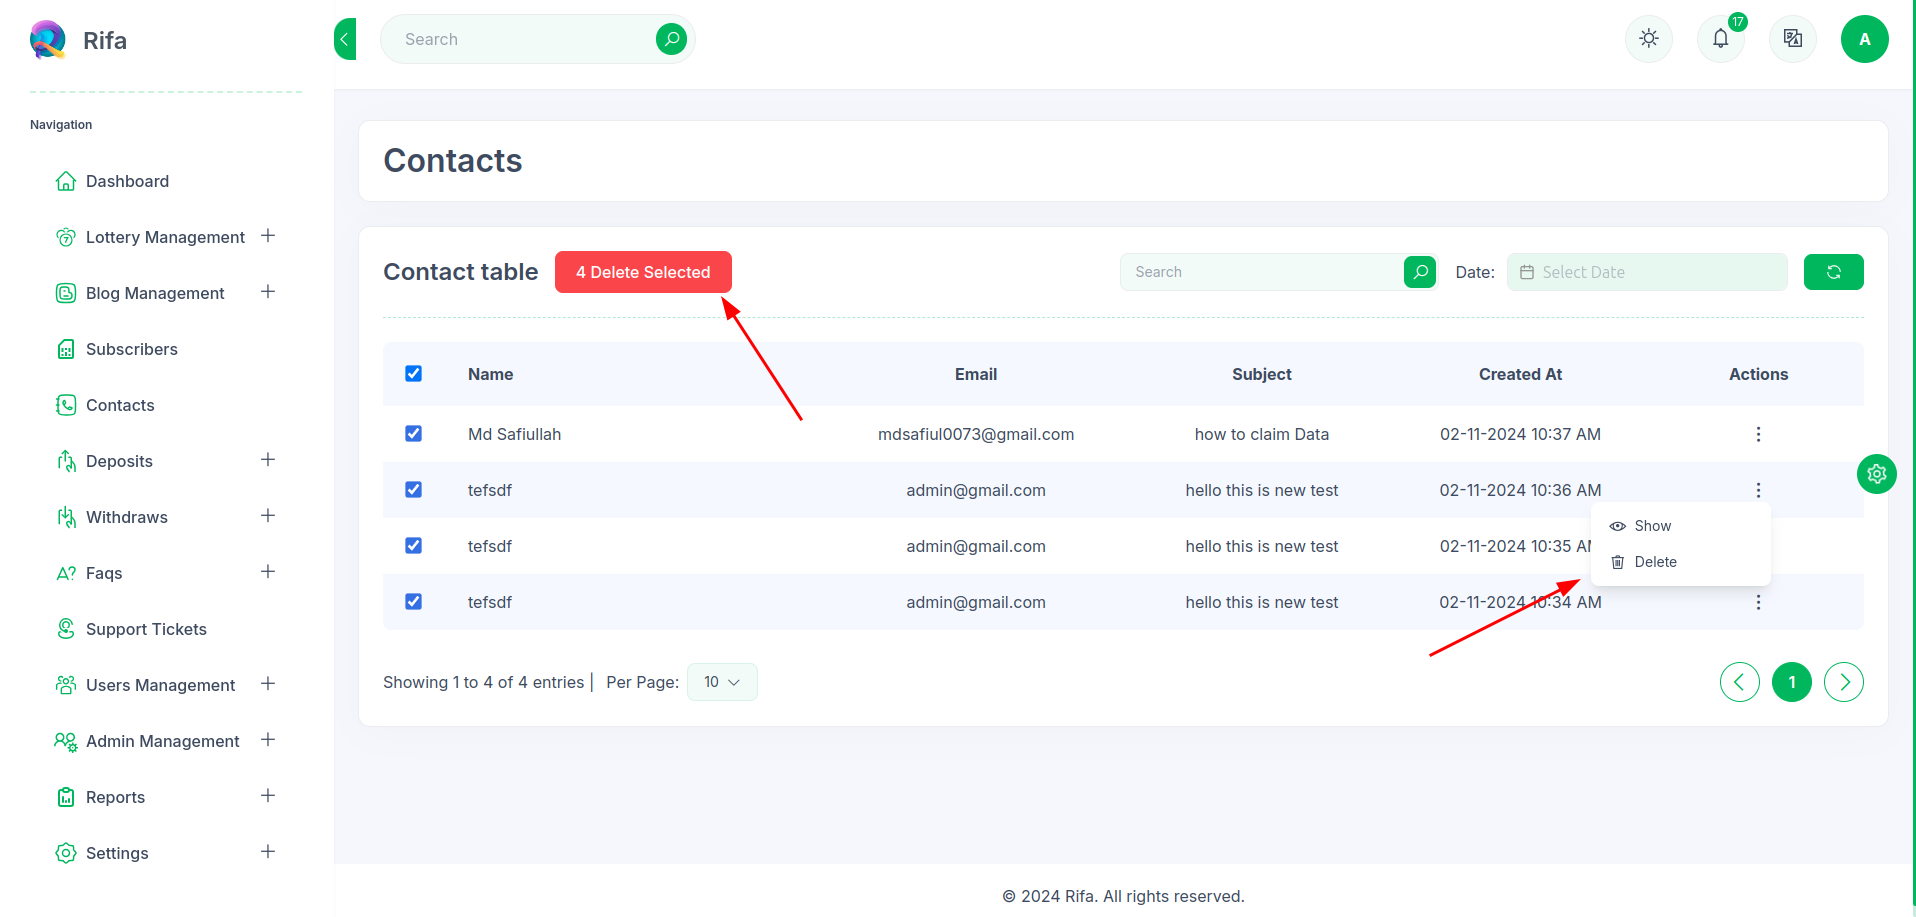 Rifa
Search
17
A
Navigation
Dashboard
Lottery Management
Blog Management
Subscribers
Contacts
Deposits
Withdraws
Faqs
Support Tickets
Users Management
Admin Management
Reports
Settings
Contacts
Contact table
4 Delete Selected
Search
Date:
Select Date
Name Email Subject Created At Actions
Md Safiullah mdsafiul0073@gmail.com how to claim Data 02-11-2024 10:37 AM
tefsdf admin@gmail.com hello this is new test 02-11-2024 10:36 AM
Show
tefsdf admin@gmail.com hello this is new test 02-11-2024 10:35 AM
Delete
tefsdf admin@gmail.com hello this is new test 02-11-2024 10:34 AM
Showing 1 to 4 of 4 entries | Per Page: 10
1
© 2024 Rifa. All rights reserved.